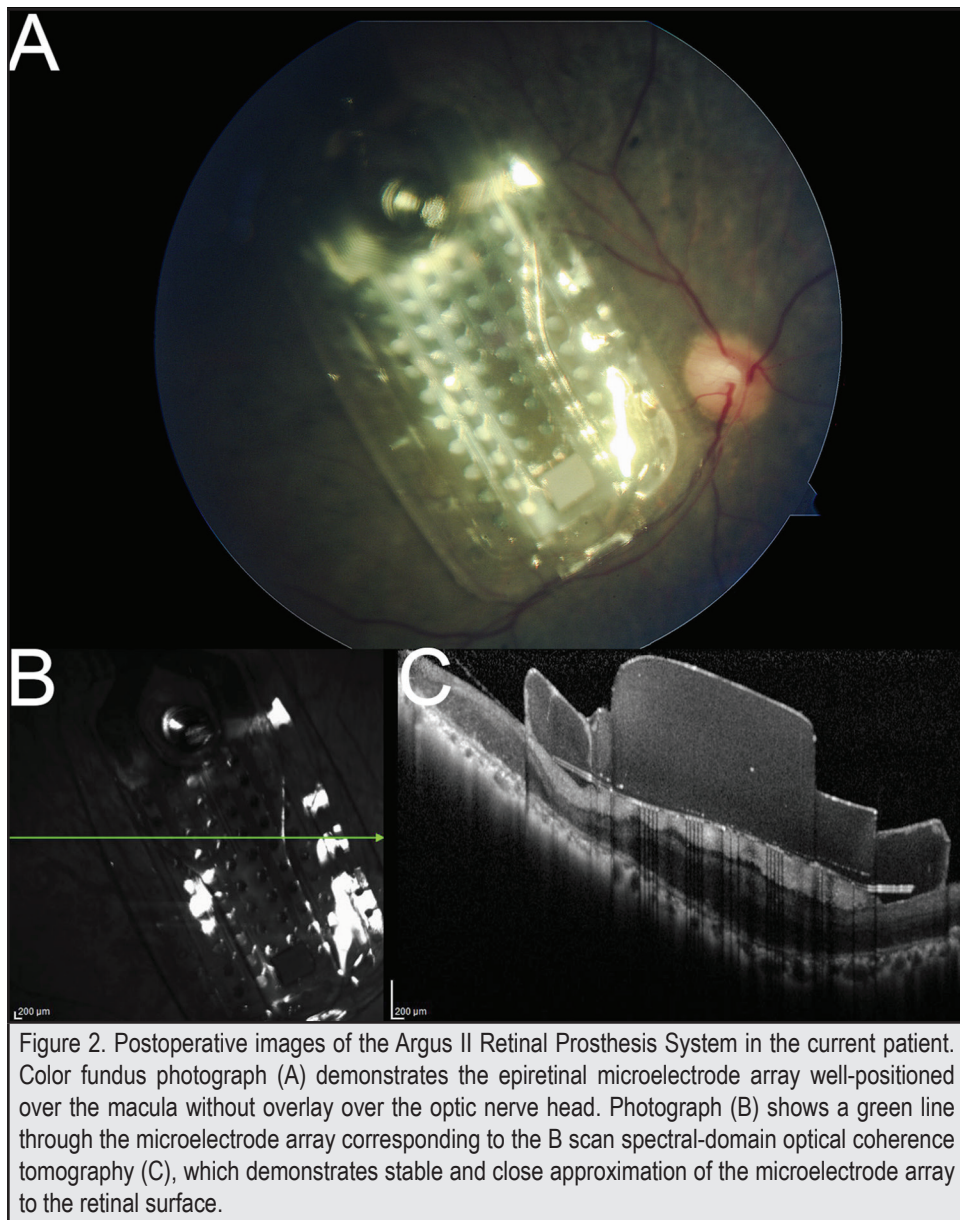 A
B
C
200 µm
200 µm
Figure 2. Postoperative images of the Argus II Retinal Prosthesis System in the current patient.
Color fundus photograph (A) demonstrates the epiretinal microelectrode array well-positioned
over the macula without overlay over the optic nerve head. Photograph (B) shows a green line
through the microelectrode array corresponding to the B scan spectral-domain optical coherence
tomography (C), which demonstrates stable and close approximation of the microelectrode array
to the retinal surface.